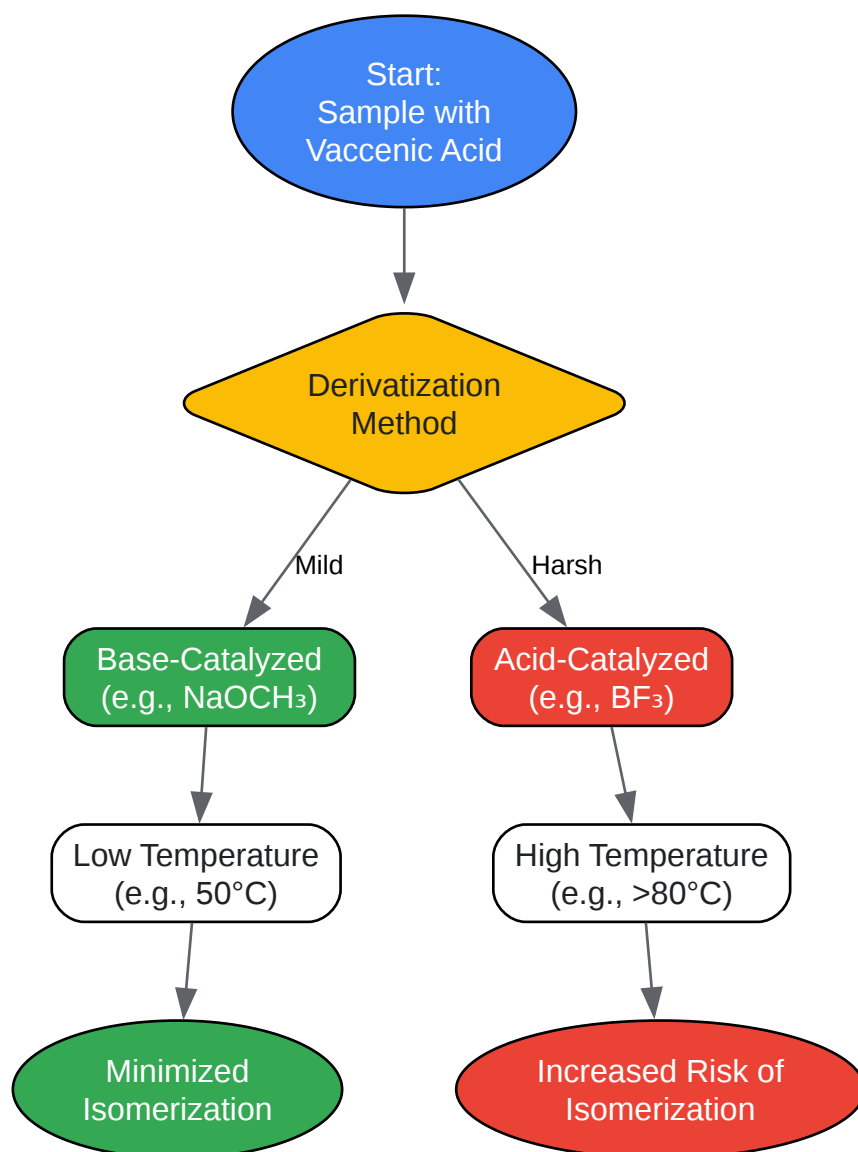 Start:
Sample with
Vaccenic Acid
Derivatization
Method
Mild
Harsh
Base-Catalyzed
(e.g., NaOCH₃)
Acid-Catalyzed
(e.g., BF₃)
Low Temperature
(e.g., 50°C)
High Temperature
(e.g., >80°C)
Minimized
Isomerization
Increased Risk of
Isomerization